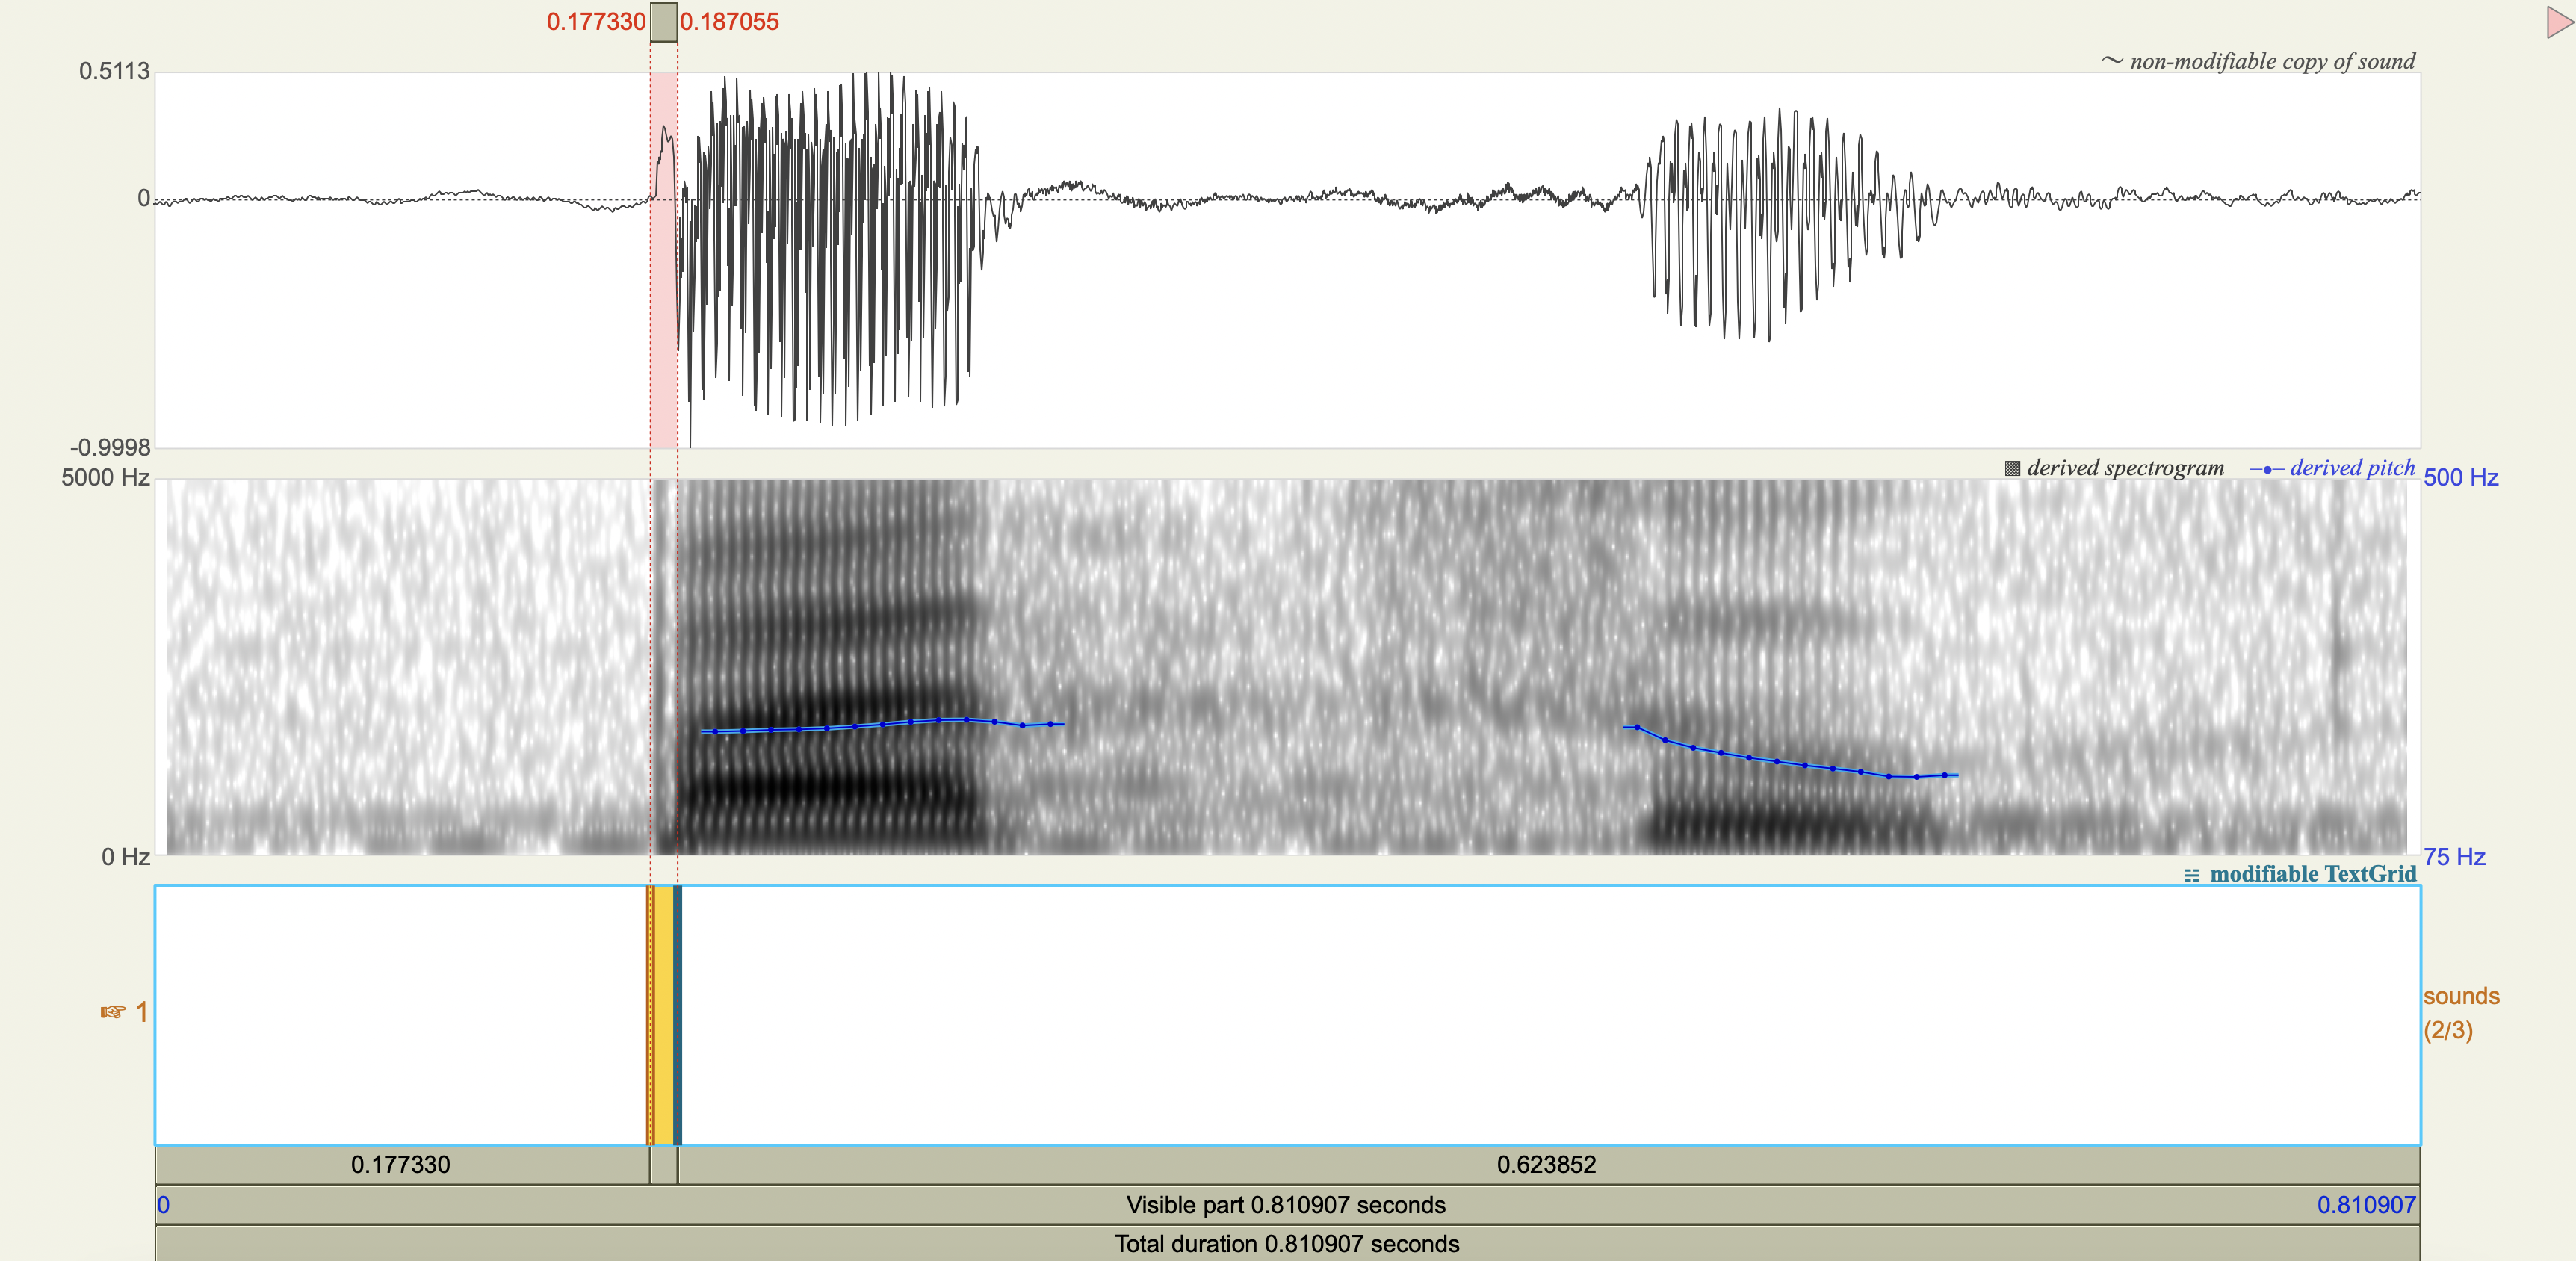 0.177330 0.187055
0.5113 ~ non-modifiable copy of sound
0
-0.9998
5000 Hz derived spectrogram derived pitch 500 Hz
0 Hz 75 Hz
modifiable TextGrid
☞ 1 sounds
(2/3)
0.177330 0.623852
0 Visible part 0.810907 seconds 0.810907
Total duration 0.810907 seconds